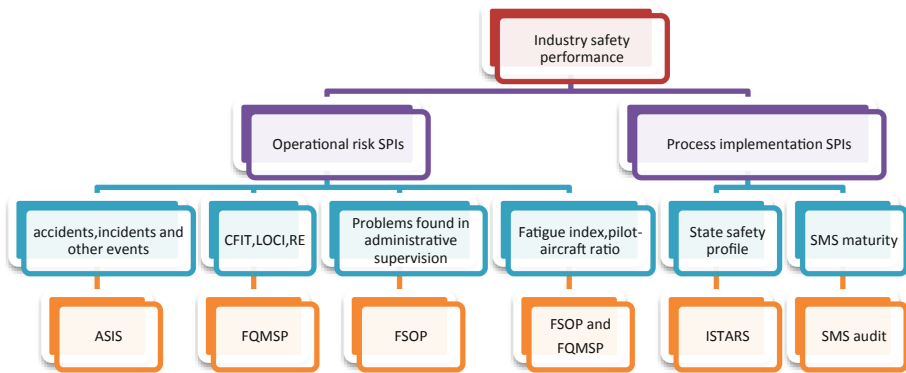 Industry safety
performance
Operational risk SPIs
Process implementation SPIs
accidents,incidents and
other events
CFIT,LOCI,RE
Problems found in
administrative
supervision
Fatigue index,pilot-
aircraft ratio
State safety
profile
SMS maturity
ASIS
FQMSP
FSOP
FSOP and
FQMSP
ISTARS
SMS audit